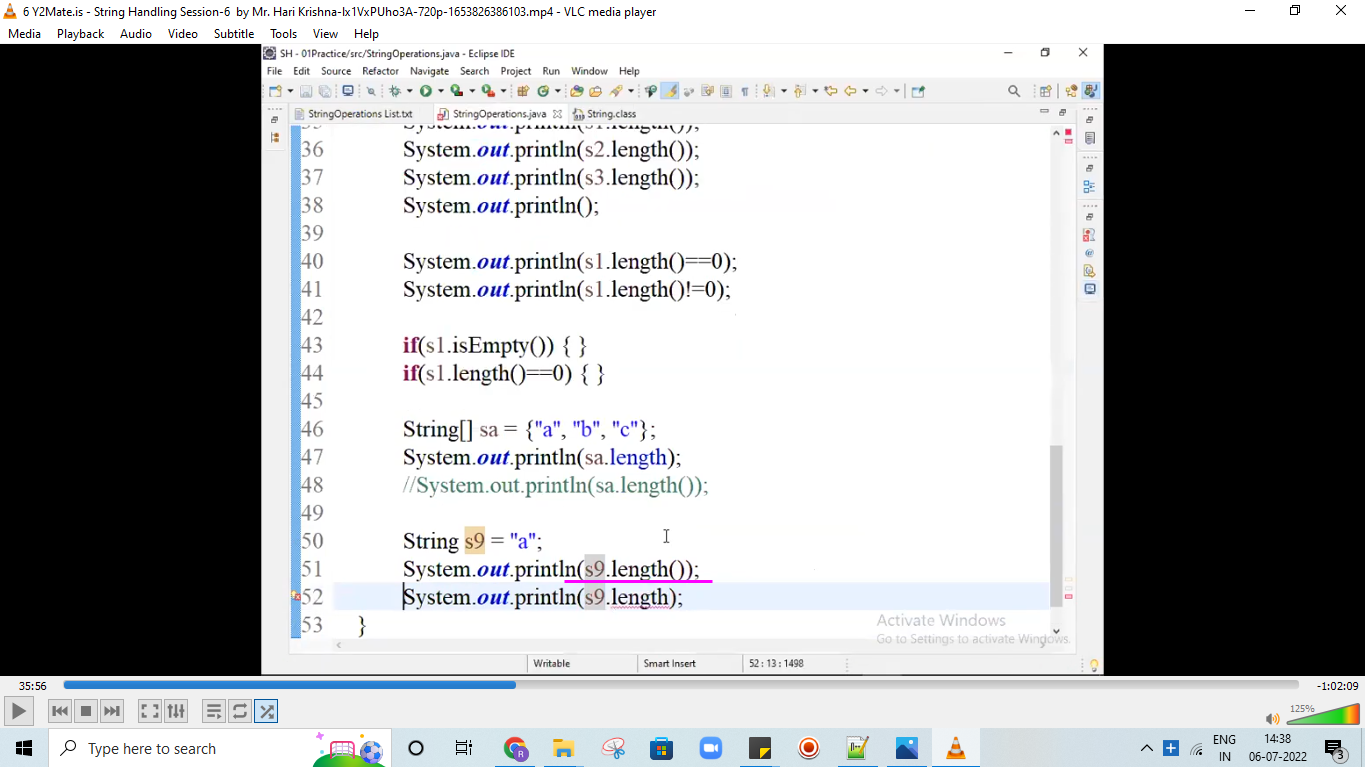 6 Y2Mate.is - String Handling Session-6 by Mr. Hari Krishna-Ix1VxPUho3A-720p-1653826386103.mp4 - VLC media player
Media Playback Audio Video Subtitle Tools View Help
SH - 01Practice/src/StringOperations.java - Eclipse IDE
File Edit Source Refactor Navigate Search Project Run Window Help
StringOperations List.txt StringOperations.java String.class
35 System.out.println(s1.length());
36 System.out.println(s2.length());
37 System.out.println(s3.length());
38 System.out.println();
39
40 System.out.println(s1.length()==0);
41 System.out.println(s1.length()!=0);
42
43 if(s1.isEmpty()) { }
44 if(s1.length()==0) { }
45
46 String[] sa = {"a", "b", "c"};
47 System.out.println(sa.length);
48 //System.out.println(sa.length());
49
50 String s9 = "a";
51 System.out.println(s9.length());
52 System.out.println(s9.length);
53 }
Activate Windows
Go to Settings to activate Windows.
Writable Smart Insert 52 : 13 : 1498
35:56 -1:02:09
125%
Type here to search
ENG 14:38
IN 06-07-2022 3